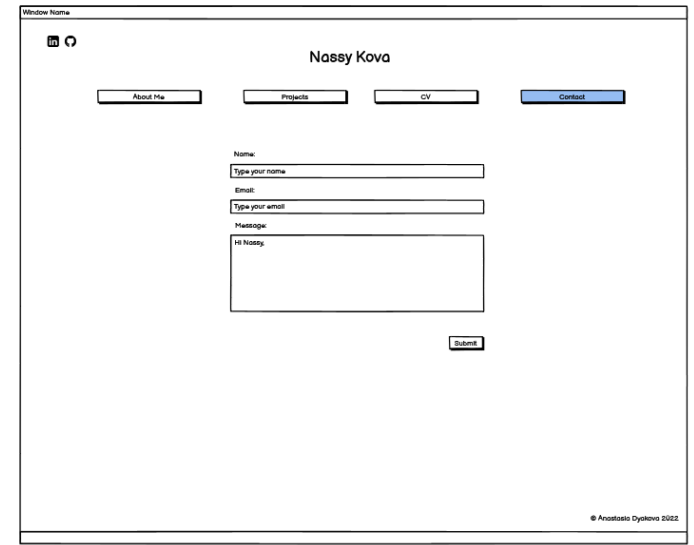 Window Name
in
Nassy Kova
About Me
Projects
CV
Contact
Name:
Type your name
Email:
Type your email
Message:
Hi Nassy,
Submit
© Anastasia Dyakova 2022